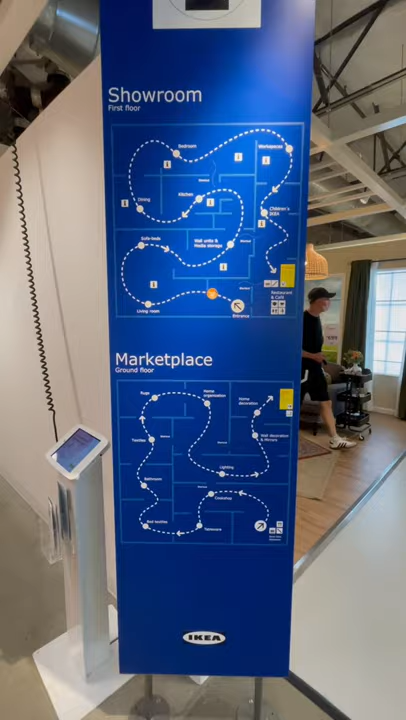 Showroom
First floor
Bedroom
Workspaces
Kitchen
Dining
Children's
IKEA
Sofa-beds
Wall units &
Media storage
Living room
Entrance
Restaurant
& Café
Marketplace
Ground floor
Rugs
Home
organisation
Home
decoration
Textiles
Wall decoration
& Mirrors
Lighting
Bathroom
Cookshop
Bed textiles
Tableware
IKEA